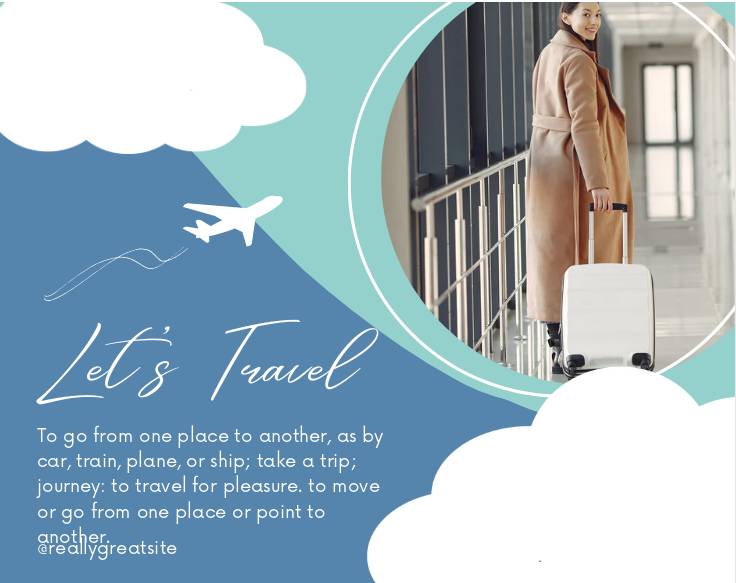 Let's Travel
To go from one place to another, as by
car, train, plane, or ship; take a trip;
journey: to travel for pleasure. to move
or go from one place or point to
another.
@reallygreatsite